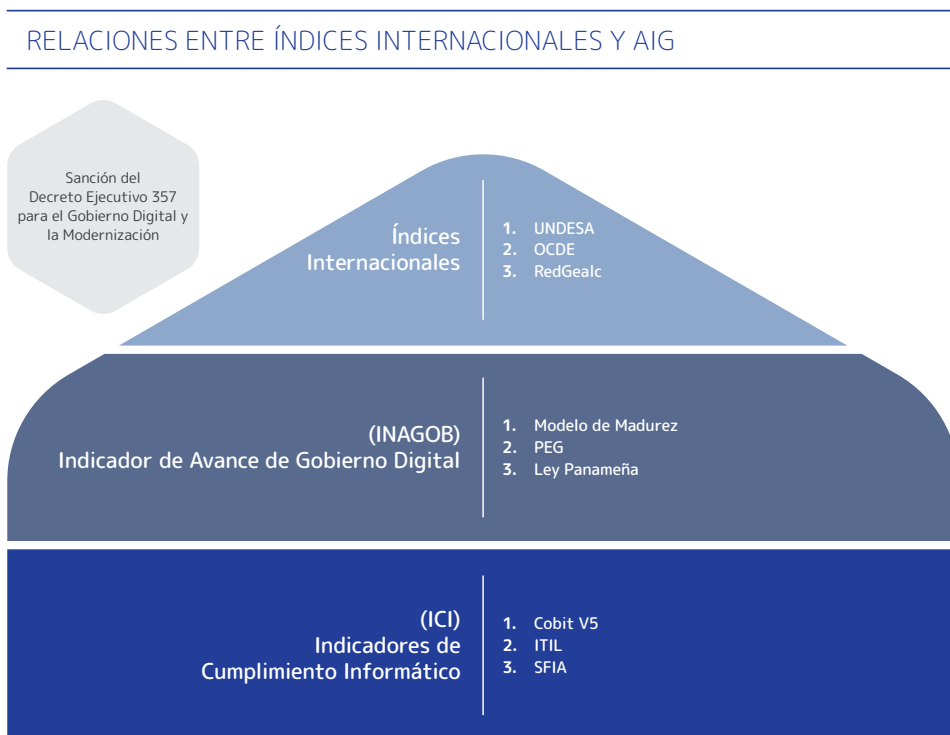 RELACIONES ENTRE ÍNDICES INTERNACIONALES Y AIG
Sanción del
Decreto Ejecutivo 357
para el Gobierno Digital y
la Modernización
Índices
Internacionales
1. UNDESA
2. OCDE
3. RedGealc
(INAGOB)
Indicador de Avance de Gobierno Digital
1. Modelo de Madurez
2. PEG
3. Ley Panameña
(ICI)
Indicadores de
Cumplimiento Informático
1. Cobit V5
2. ITIL
3. SFIA